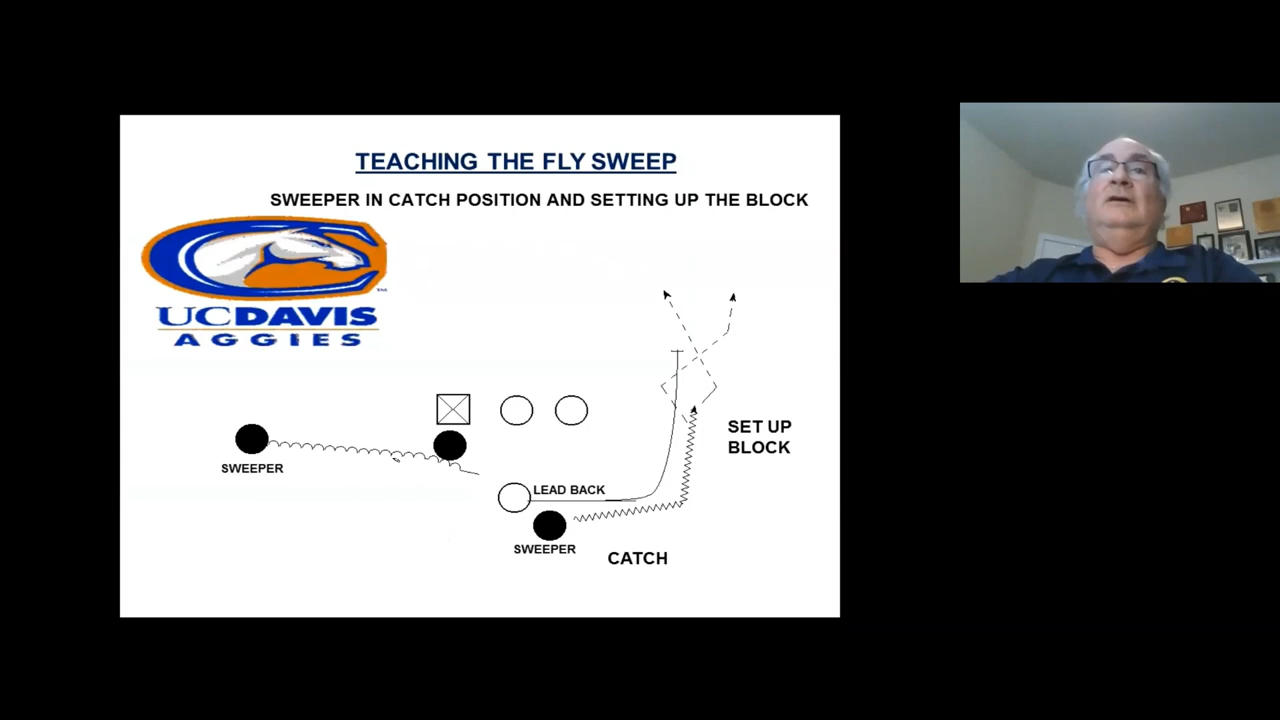 TEACHING THE FLY SWEEP
SWEEPER IN CATCH POSITION AND SETTING UP THE BLOCK
UCDAVIS
AGGIES
SET UP
BLOCK
SWEEPER
LEAD BACK
SWEEPER
CATCH